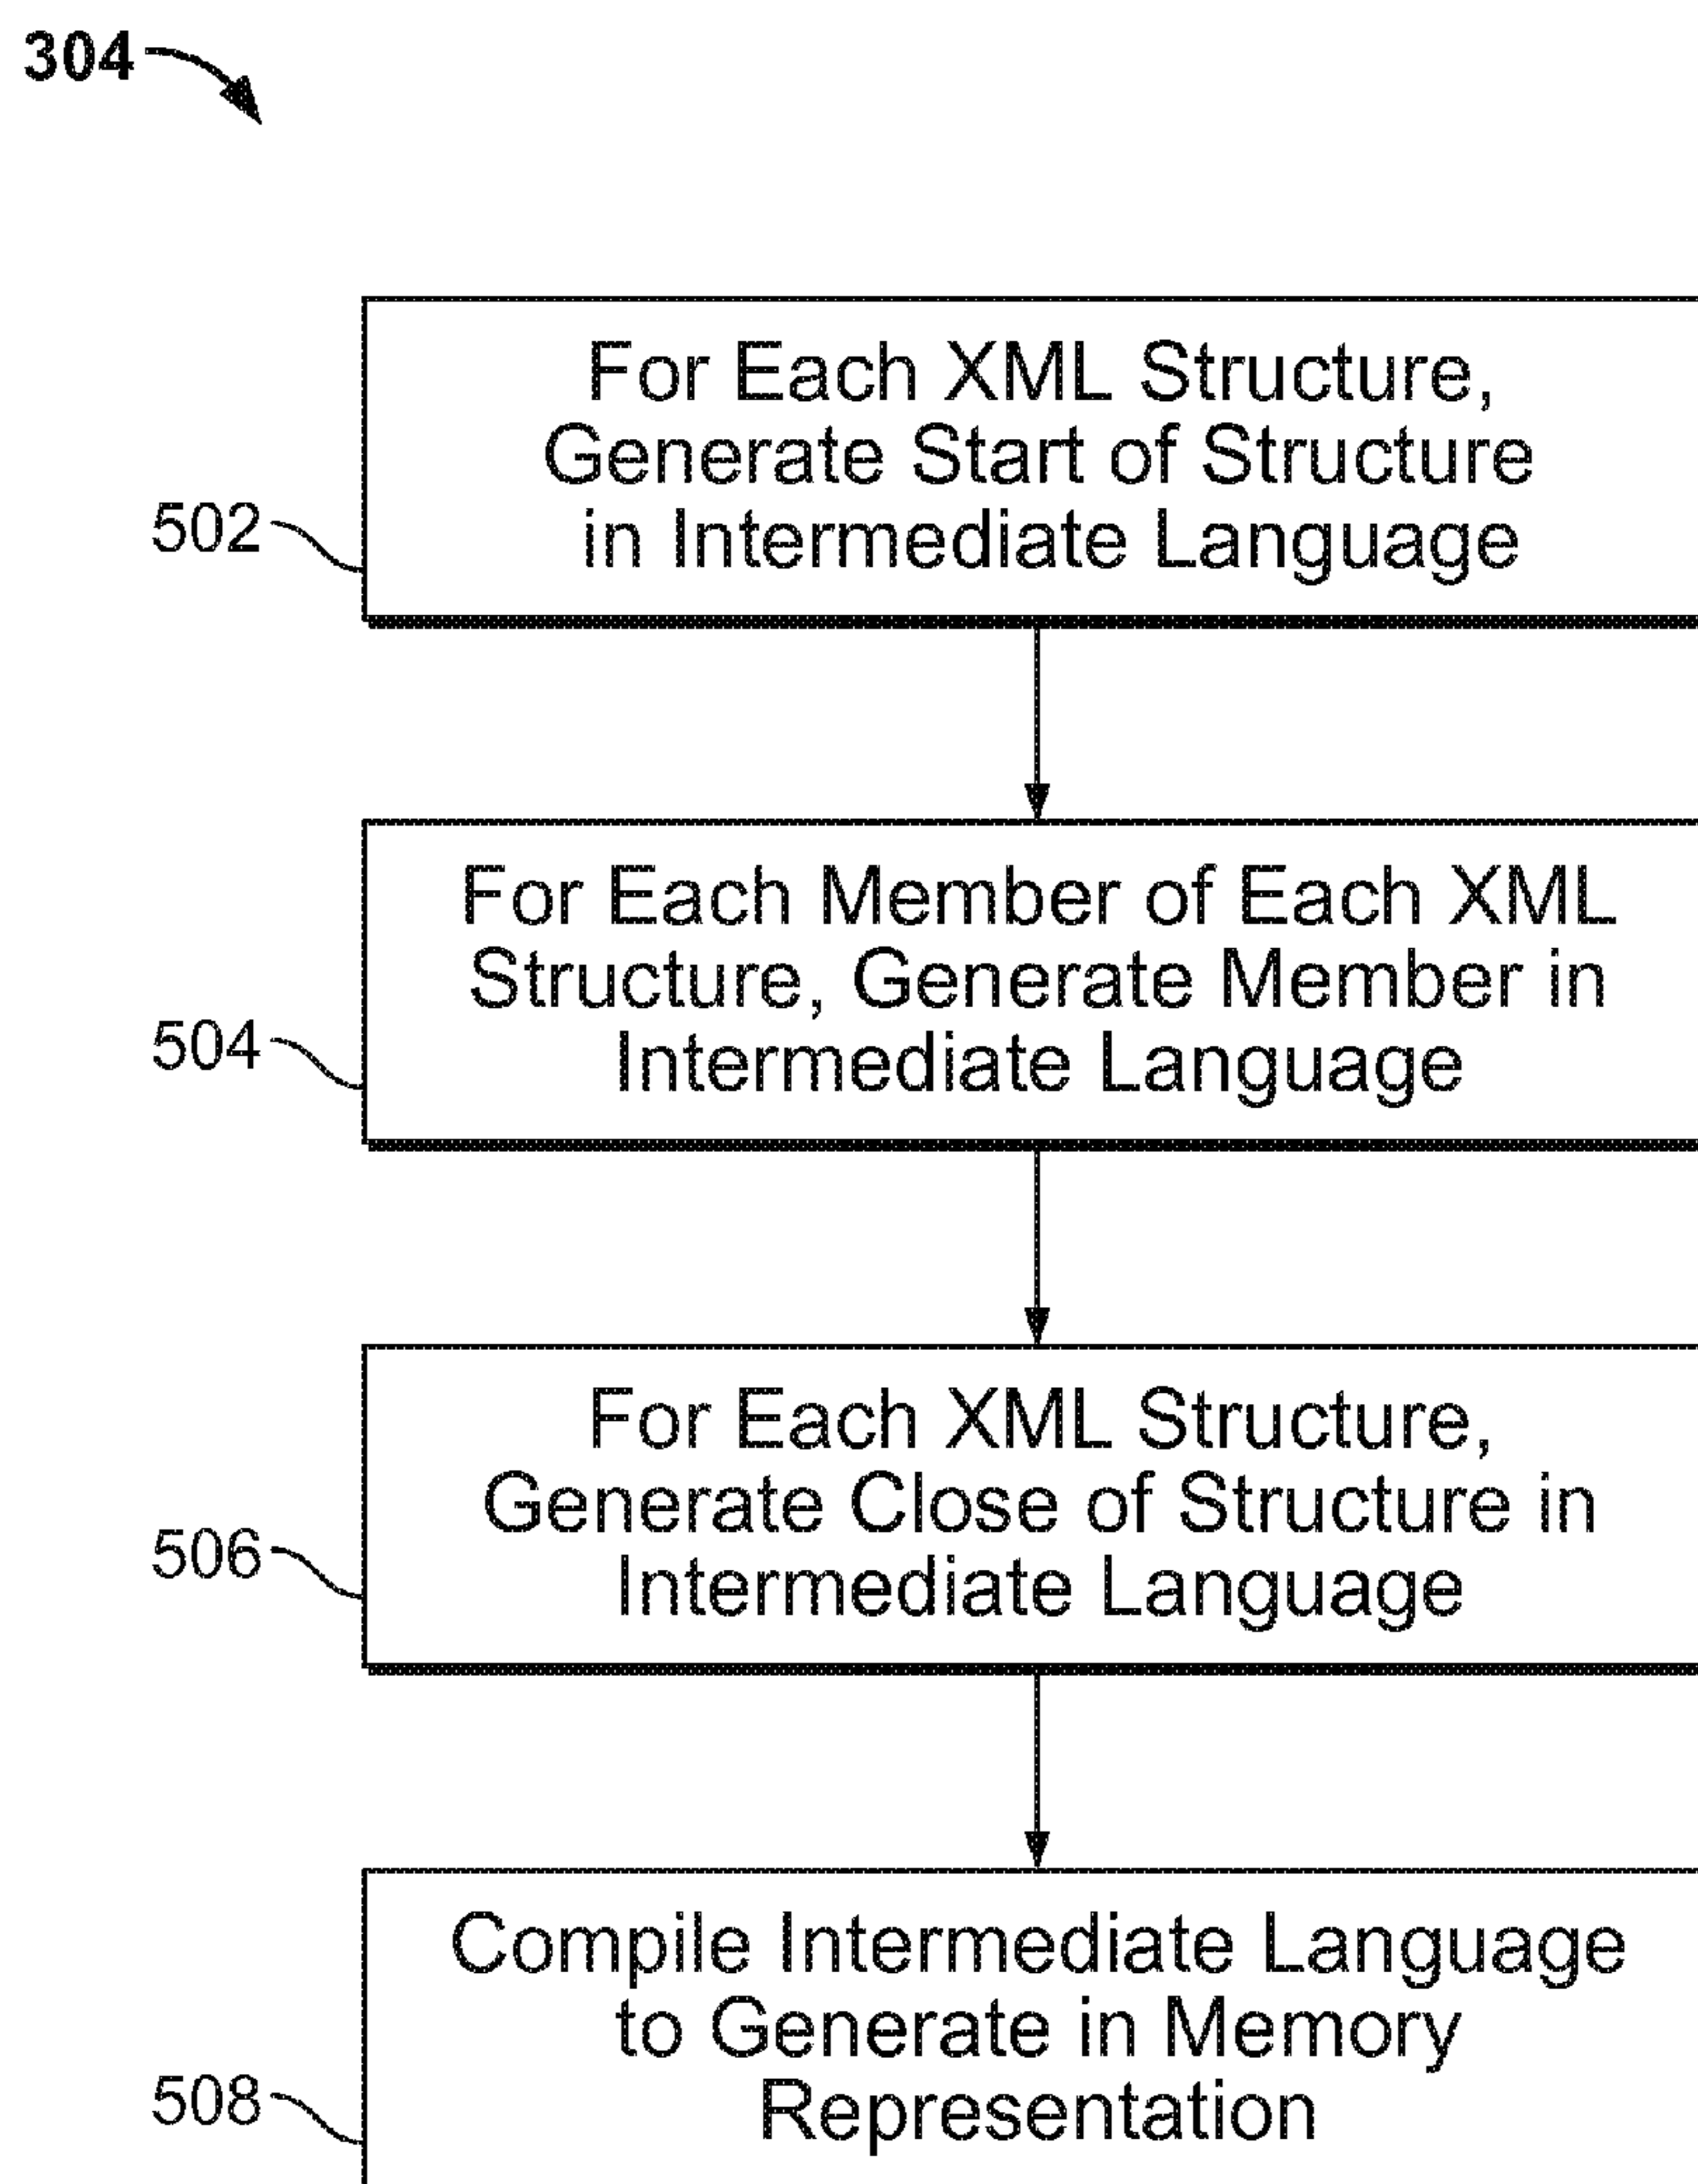 304
For Each XML Structure,
Generate Start of Structure
in Intermediate Language
502
For Each Member of Each XML
Structure, Generate Member in
Intermediate Language
504
For Each XML Structure,
Generate Close of Structure in
Intermediate Language
506
Compile Intermediate Language
to Generate in Memory
Representation
508